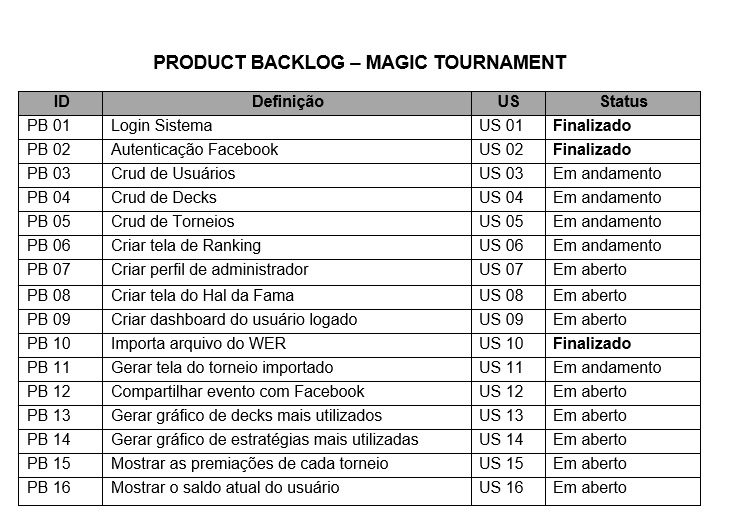 PRODUCT BACKLOG – MAGIC TOURNAMENT
ID Definição US Status
PB 01 Login Sistema US 01 Finalizado
PB 02 Autenticação Facebook US 02 Finalizado
PB 03 Crud de Usuários US 03 Em andamento
PB 04 Crud de Decks US 04 Em andamento
PB 05 Crud de Torneios US 05 Em andamento
PB 06 Criar tela de Ranking US 06 Em andamento
PB 07 Criar perfil de administrador US 07 Em aberto
PB 08 Criar tela do Hal da Fama US 08 Em aberto
PB 09 Criar dashboard do usuário logado US 09 Em aberto
PB 10 Importa arquivo do WER US 10 Finalizado
PB 11 Gerar tela do torneio importado US 11 Em andamento
PB 12 Compartilhar evento com Facebook US 12 Em aberto
PB 13 Gerar gráfico de decks mais utilizados US 13 Em aberto
PB 14 Gerar gráfico de estratégias mais utilizadas US 14 Em aberto
PB 15 Mostrar as premiações de cada torneio US 15 Em aberto
PB 16 Mostrar o saldo atual do usuário US 16 Em aberto